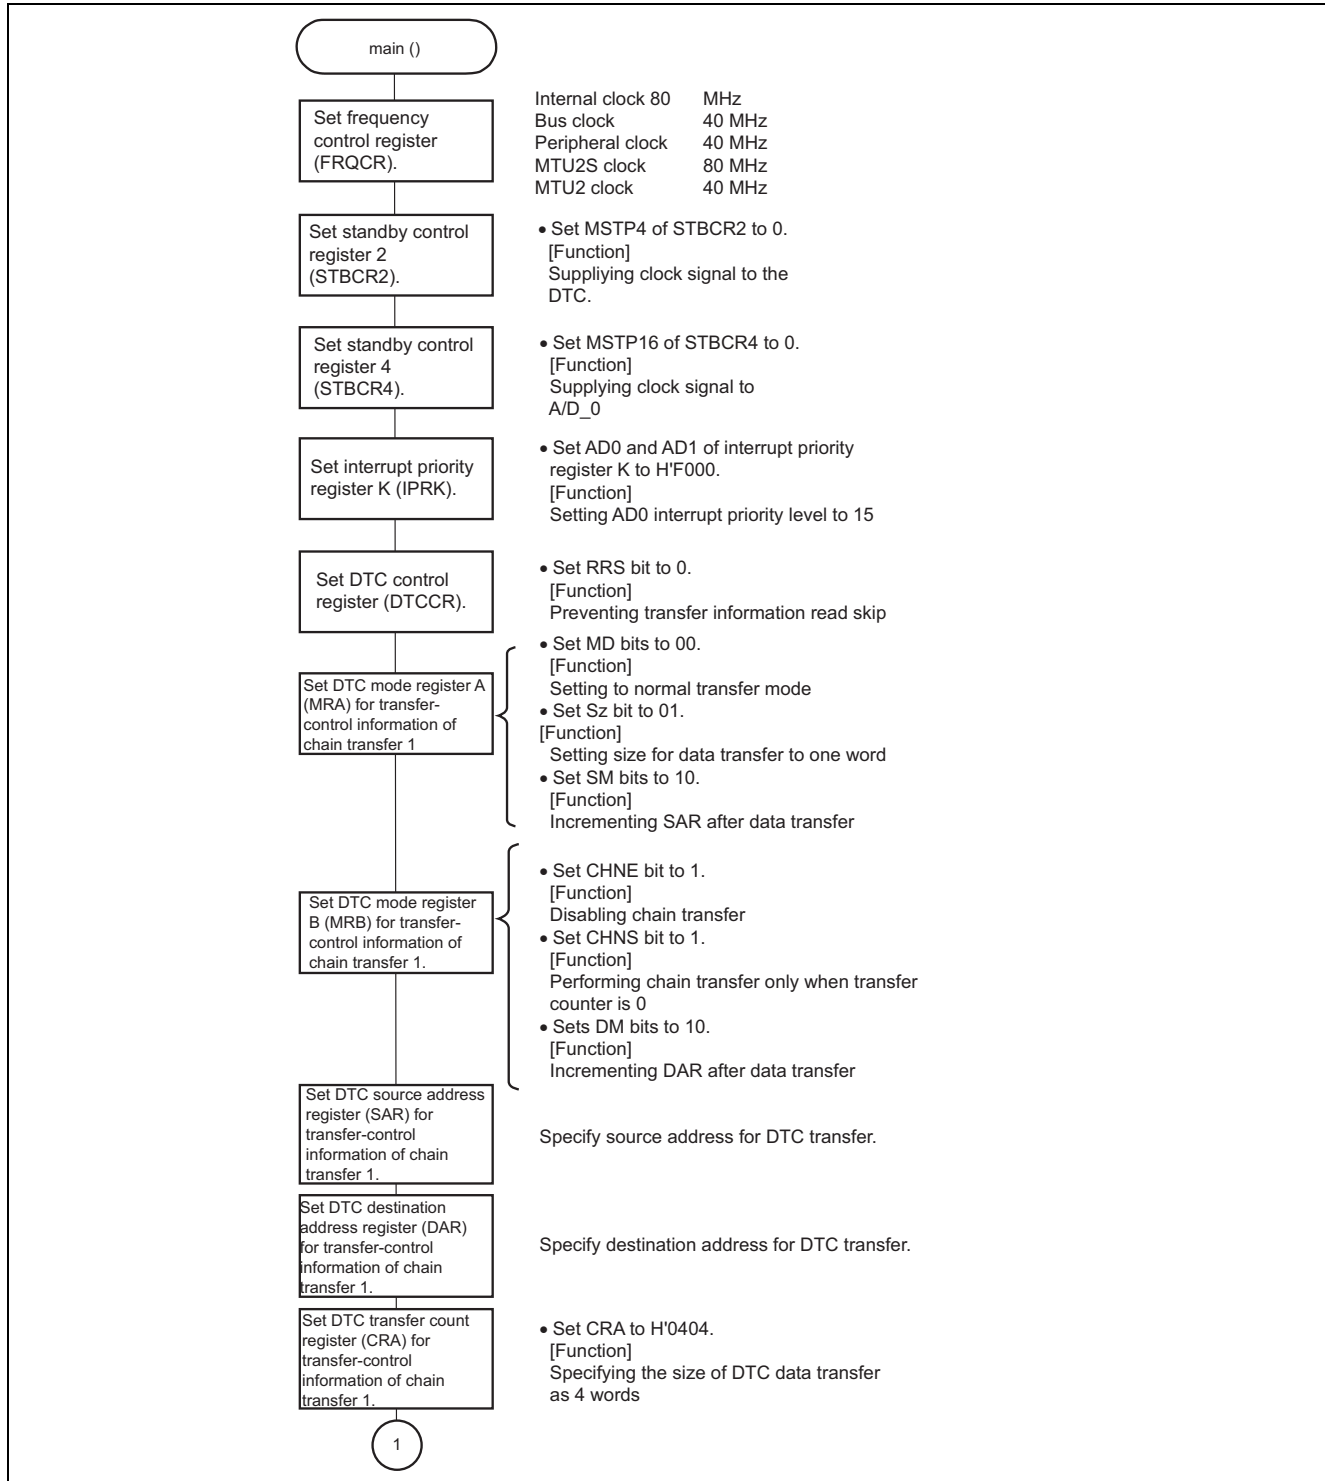 main ()
Set frequency
control register
(FRQCR).
Internal clock 80 MHz
Bus clock 40 MHz
Peripheral clock 40 MHz
MTU2S clock 80 MHz
MTU2 clock 40 MHz
Set standby control
register 2
(STBCR2).
• Set MSTP4 of STBCR2 to 0.
[Function]
Suppliying clock signal to the
DTC.
Set standby control
register 4
(STBCR4).
• Set MSTP16 of STBCR4 to 0.
[Function]
Supplying clock signal to
A/D_0
Set interrupt priority
register K (IPRK).
• Set AD0 and AD1 of interrupt priority
register K to H'F000.
[Function]
Setting AD0 interrupt priority level to 15
Set DTC control
register (DTCCR).
• Set RRS bit to 0.
[Function]
Preventing transfer information read skip
Set DTC mode register A
(MRA) for transfer-
control information of
chain transfer 1
• Set MD bits to 00.
[Function]
Setting to normal transfer mode
• Set Sz bit to 01.
[Function]
Setting size for data transfer to one word
• Set SM bits to 10.
[Function]
Incrementing SAR after data transfer
Set DTC mode register
B (MRB) for transfer-
control information of
chain transfer 1.
• Set CHNE bit to 1.
[Function]
Disabling chain transfer
• Set CHNS bit to 1.
[Function]
Performing chain transfer only when transfer
counter is 0
• Sets DM bits to 10.
[Function]
Incrementing DAR after data transfer
Set DTC source address
register (SAR) for
transfer-control
information of chain
transfer 1.
Specify source address for DTC transfer.
Set DTC destination
address register (DAR)
for transfer-control
information of chain
transfer 1.
Specify destination address for DTC transfer.
Set DTC transfer count
register (CRA) for
transfer-control
information of chain
transfer 1.
• Set CRA to H'0404.
[Function]
Specifying the size of DTC data transfer
as 4 words
1